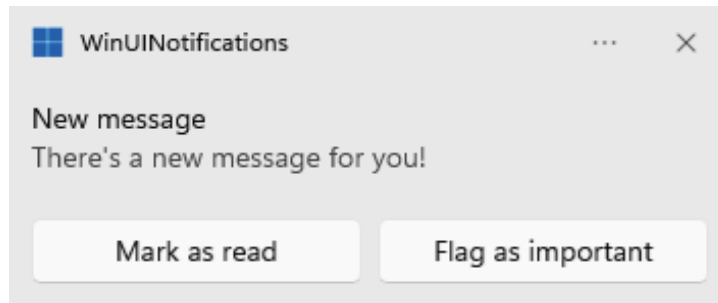 WinUINotifications
New message
There's a new message for you!
Mark as read
Flag as important